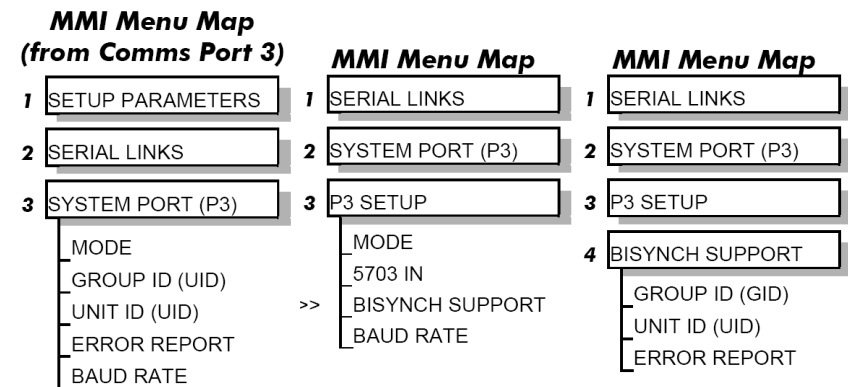 MMI Menu Map
(from Comms Port 3)
1 SETUP PARAMETERS
2 SERIAL LINKS
3 SYSTEM PORT (P3)
MODE
GROUP ID (UID)
UNIT ID (UID)
ERROR REPORT
BAUD RATE
MMI Menu Map
1 SERIAL LINKS
2 SYSTEM PORT (P3)
3 P3 SETUP
MODE
5703 IN
>> BISYNCH SUPPORT
BAUD RATE
MMI Menu Map
1 SERIAL LINKS
2 SYSTEM PORT (P3)
3 P3 SETUP
4 BISYNCH SUPPORT
GROUP ID (GID)
UNIT ID (UID)
ERROR REPORT